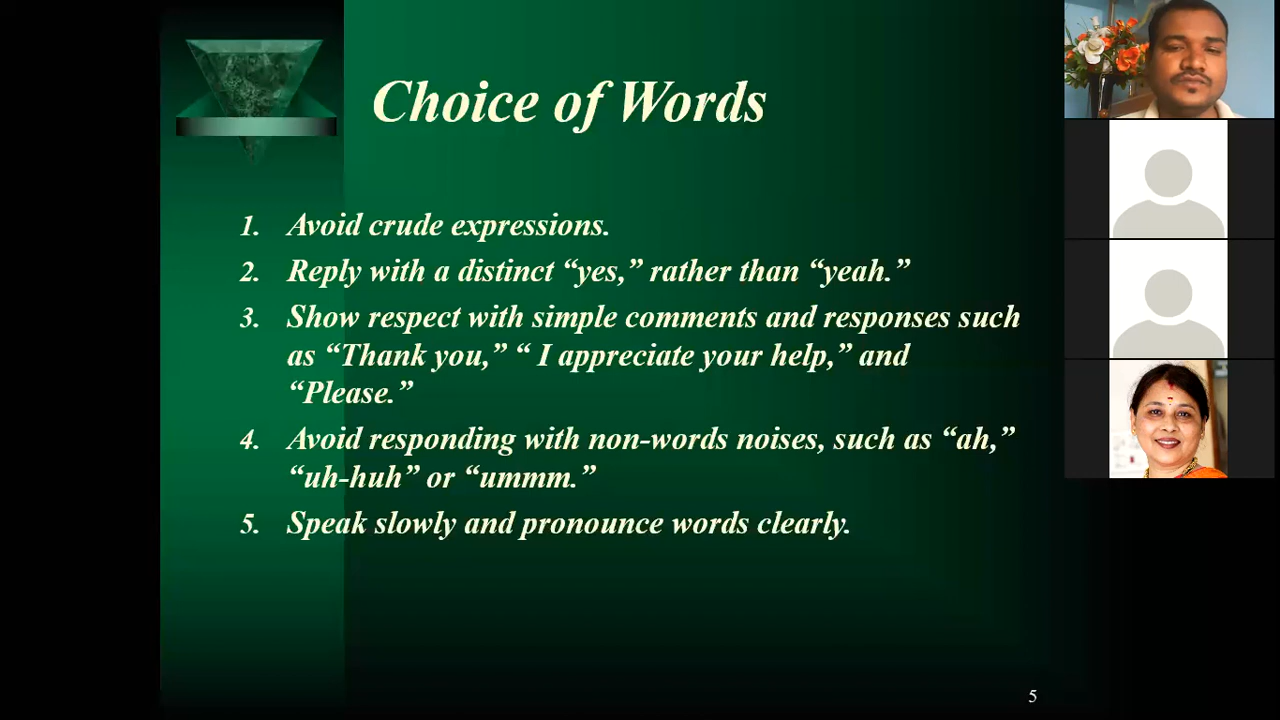 Choice of Words
1. Avoid crude expressions.
2. Reply with a distinct “yes,” rather than “yeah.”
3. Show respect with simple comments and responses such
as “Thank you,” “ I appreciate your help,” and
“Please.”
4. Avoid responding with non-words noises, such as “ah,”
“uh-huh” or “ummm.”
5. Speak slowly and pronounce words clearly.
5